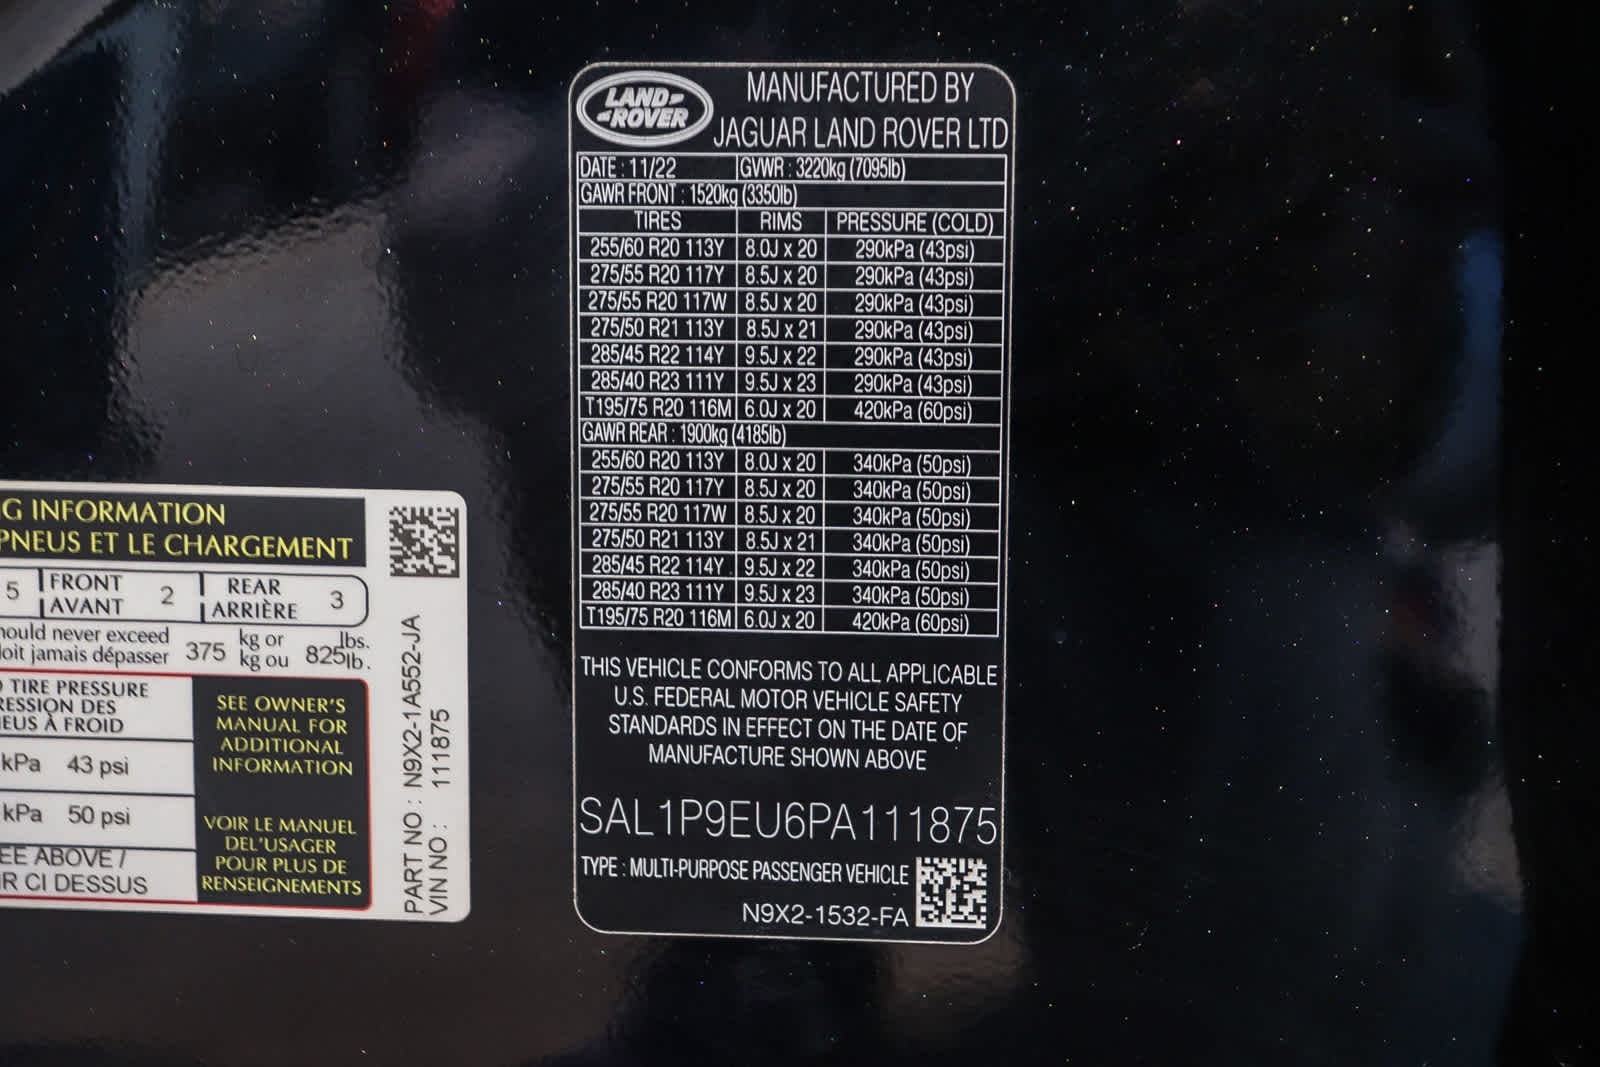 LAND ROVER
MANUFACTURED BY
JAGUAR LAND ROVER LTD
DATE : 11/22 GVWR : 3220kg (7095lb)
GAWR FRONT : 1520kg (3350lb)
TIRES RIMS PRESSURE (COLD)
255/60 R20 113Y 8.0J x 20 290kPa (43psi)
275/55 R20 117Y 8.5J x 20 290kPa (43psi)
275/55 R20 117W 8.5J x 20 290kPa (43psi)
275/50 R21 113Y 8.5J x 21 290kPa (43psi)
285/45 R22 114Y 9.5J x 22 290kPa (43psi)
285/40 R23 111Y 9.5J x 23 290kPa (43psi)
T195/75 R20 116M 6.0J x 20 420kPa (60psi)
GAWR REAR : 1900kg (4185lb)
255/60 R20 113Y 8.0J x 20 340kPa (50psi)
275/55 R20 117Y 8.5J x 20 340kPa (50psi)
275/55 R20 117W 8.5J x 20 340kPa (50psi)
275/50 R21 113Y 8.5J x 21 340kPa (50psi)
285/45 R22 114Y 9.5J x 22 340kPa (50psi)
285/40 R23 111Y 9.5J x 23 340kPa (50psi)
T195/75 R20 116M 6.0J x 20 420kPa (60psi)
THIS VEHICLE CONFORMS TO ALL APPLICABLE
U.S. FEDERAL MOTOR VEHICLE SAFETY
STANDARDS IN EFFECT ON THE DATE OF
MANUFACTURE SHOWN ABOVE
SAL1P9EU6PA111875
TYPE : MULTI-PURPOSE PASSENGER VEHICLE
N9X2-1532-FA
G INFORMATION
PNEUS ET LE CHARGEMENT
5 FRONT 2 REAR 3
AVANT ARRIÈRE
ould never exceed 375 kg or 825 lbs.
oit jamais dépasser kg ou lb.
TIRE PRESSURE
RESSION DES
NEUS À FROID
kPa 43 psi
kPa 50 psi
EE ABOVE /
R CI DESSUS
SEE OWNER'S
MANUAL FOR
ADDITIONAL
INFORMATION
VOIR LE MANUEL
DEL'USAGER
POUR PLUS DE
RENSEIGNEMENTS
PART NO : N9X2-1A552-JA
VIN NO : 111875